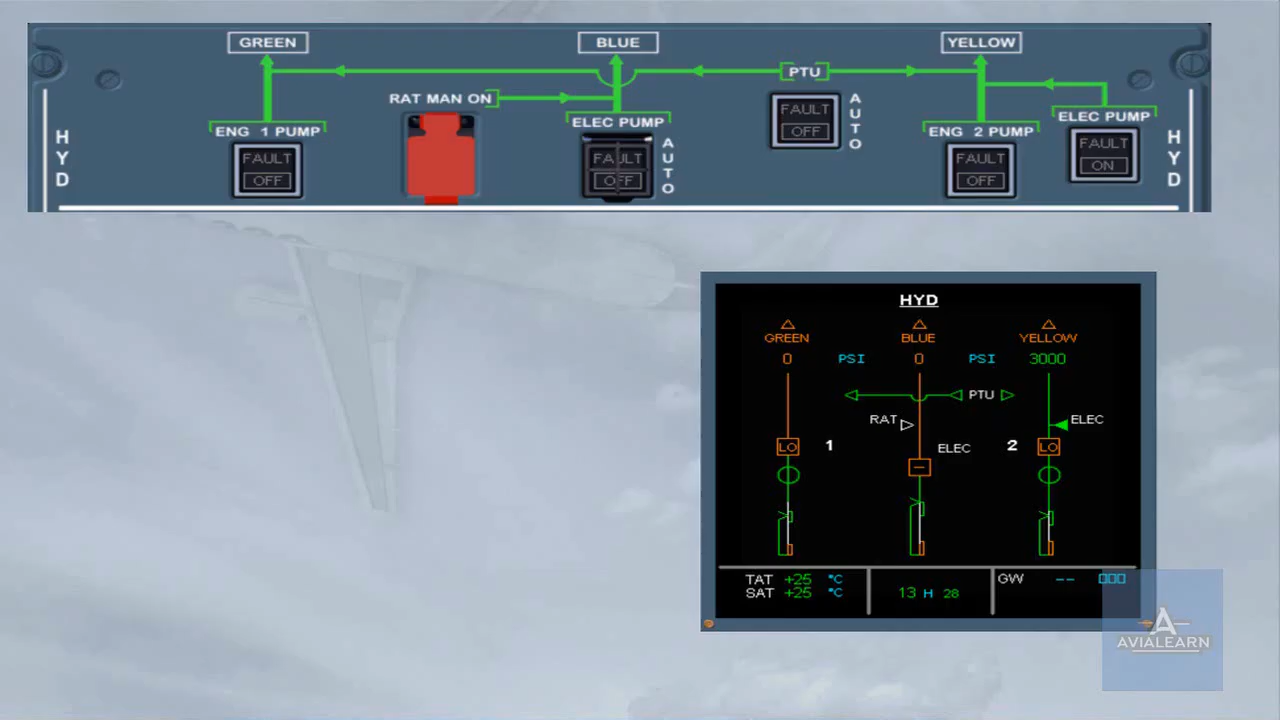 GREEN
BLUE
YELLOW
PTU
RAT MAN ON
ELEC PUMP
ELEC PUMP
ENG 1 PUMP
ENG 2 PUMP
HYD
FAULT
OFF
FAULT
OFF
AUTO
FAULT
OFF
AUTO
FAULT
OFF
FAULT
ON
HYD
HYD
GREEN BLUE YELLOW
0 PSI 0 PSI 3000
PTU
RAT ELEC
LO 1 ELEC 2 LO
TAT +25 °C
SAT +25 °C
13 H 28
GW --
AVIALEARN